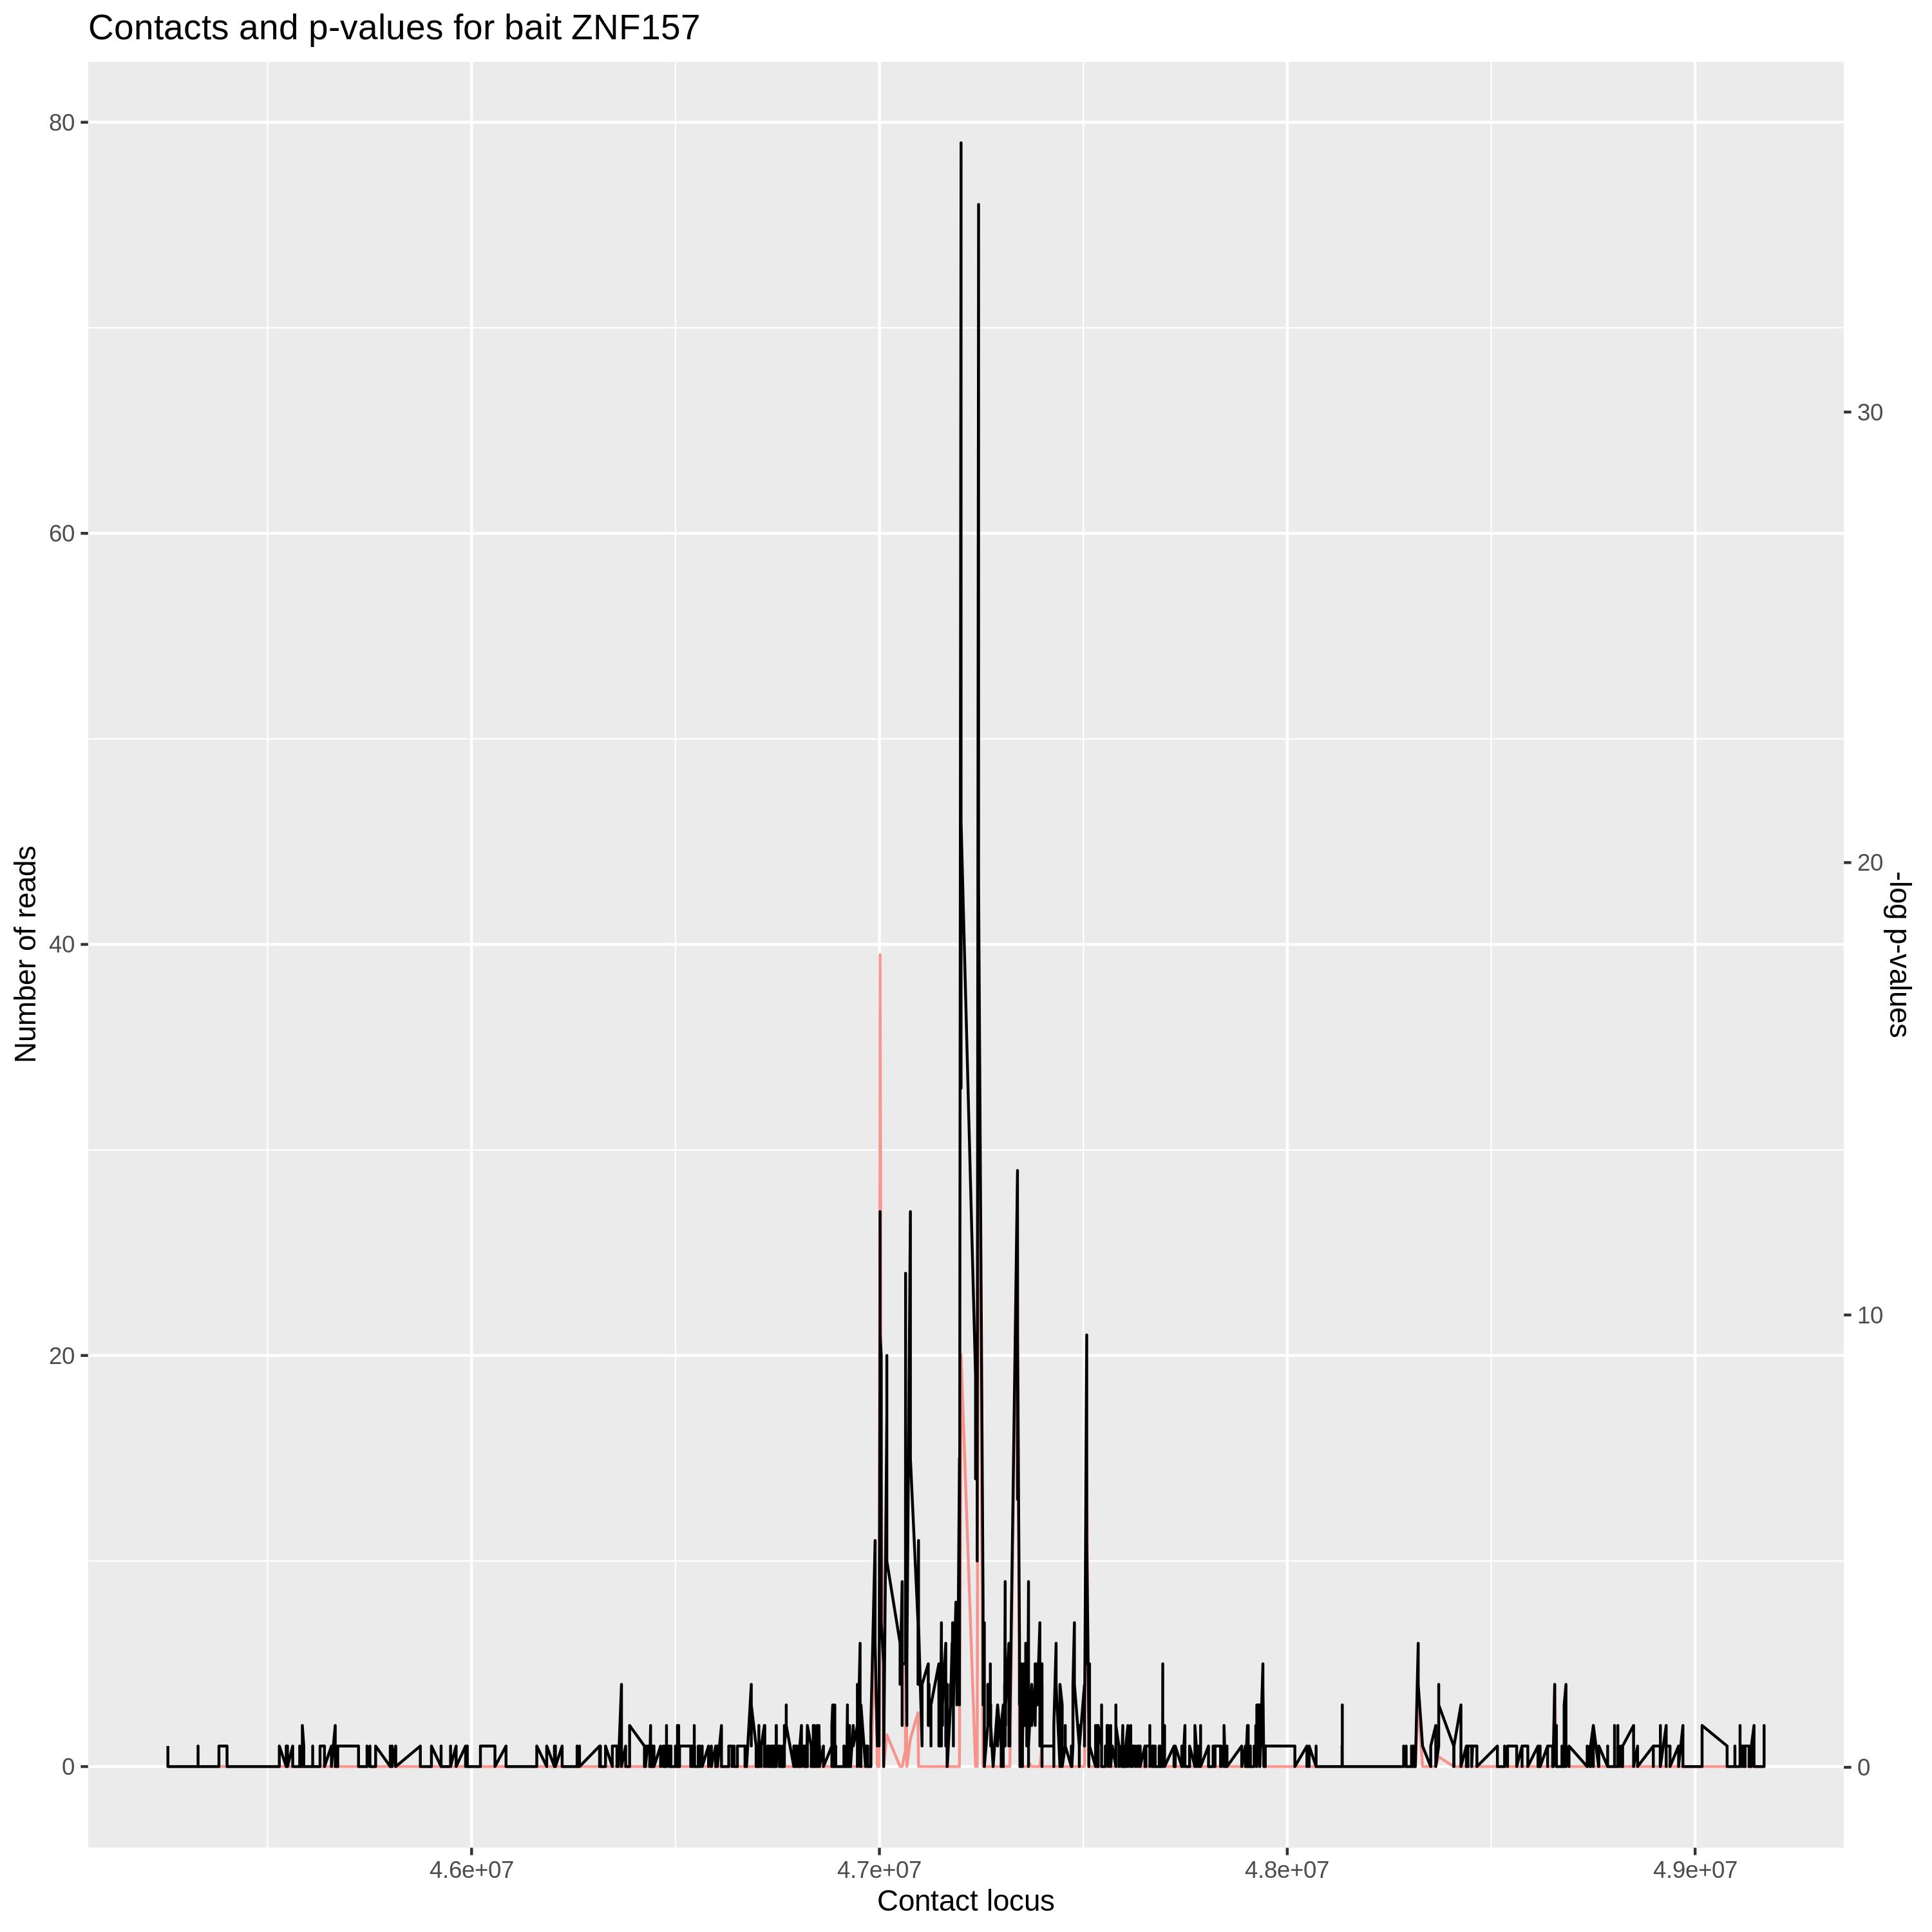 Contacts and p-values for bait ZNF157
80
60
40
20
0
Number of reads
30
20
10
0
-log p-values
4.6e+07
4.7e+07
4.8e+07
4.9e+07
Contact locus